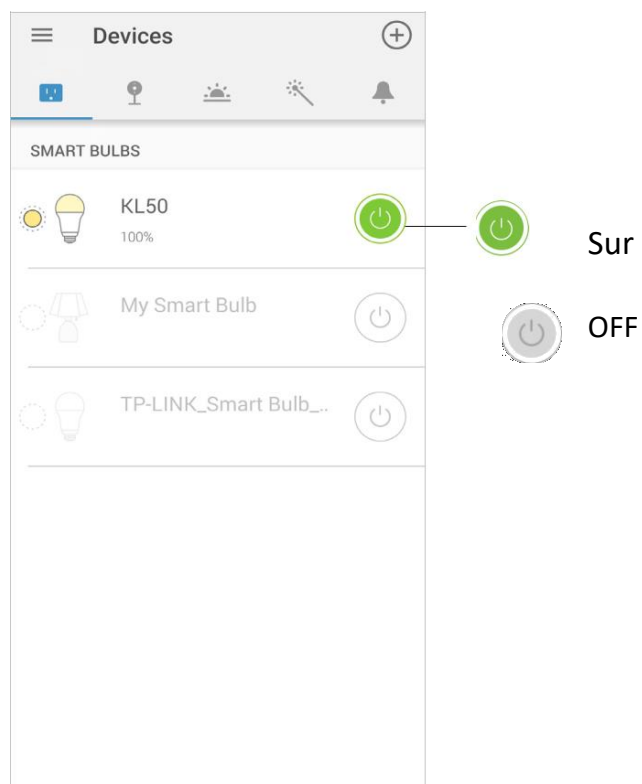 Devices
SMART BULBS
KL50
100%
Sur
My Smart Bulb
OFF
TP-LINK_Smart Bulb_..